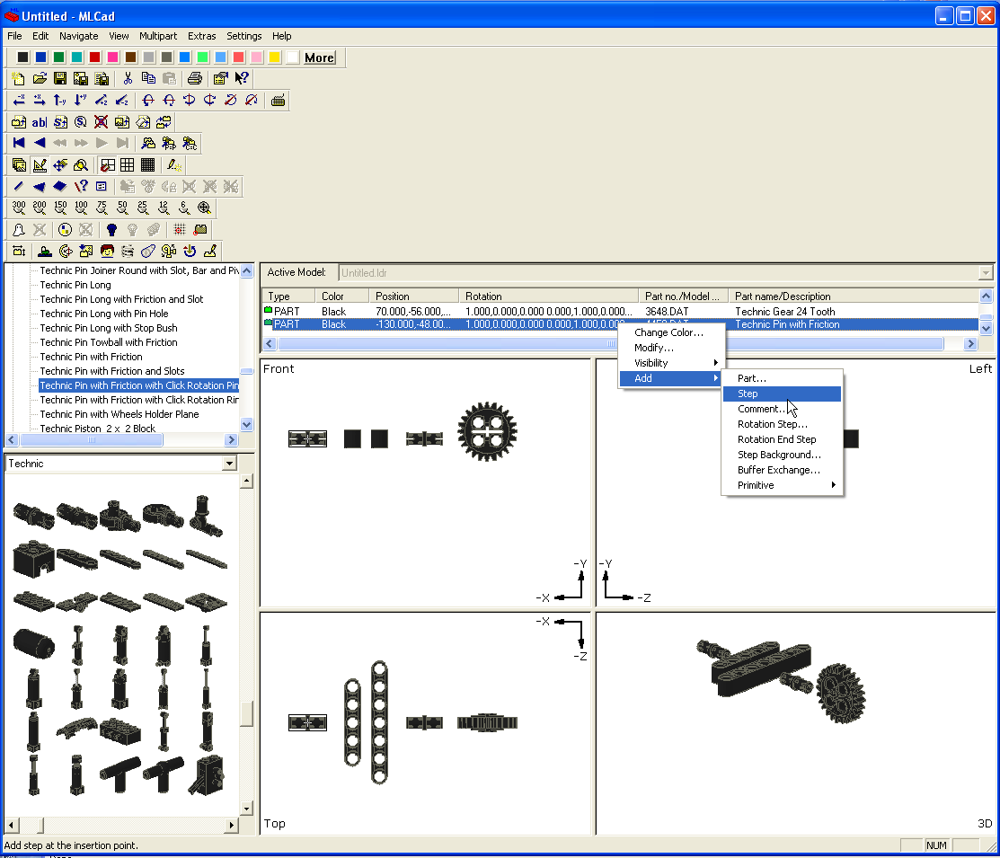 Untitled - MLCad
File Edit Navigate View Multipart Extras Settings Help
More
300 200 150 100 75 50 25 12 6
Technic Pin Joiner Round with Slot, Bar and Piv
Technic Pin Long
Technic Pin Long with Friction and Slot
Technic Pin Long with Pin Hole
Technic Pin Long with Stop Bush
Technic Pin Towball with Friction
Technic Pin with Friction
Technic Pin with Friction and Slots
Technic Pin with Friction with Click Rotation Pin
Technic Pin with Friction with Click Rotation Rin
Technic Pin with Wheels Holder Plane
Technic Piston 2 x 2 Block
Technic
Active Model: Untitled.ldr
Type Color Position Rotation Part no./Model ... Part name/Description
PART Black 70.000,-56.000,... 1.000,0.000,0.000 0.000,1.000,0.000... 3648.DAT Technic Gear 24 Tooth
PART Black -130.000,-48.00... 1.000,0.000,0.000 0.000,1.000,0.000... Technic Pin with Friction
Change Color...
Modify...
Visibility
Add
Part...
Step
Comment...
Rotation Step...
Rotation End Step
Step Background...
Buffer Exchange...
Primitive
Front
-Y
-X
Left
-Y
-Z
-X
-Z
Top
3D
Add step at the insertion point.
NUM